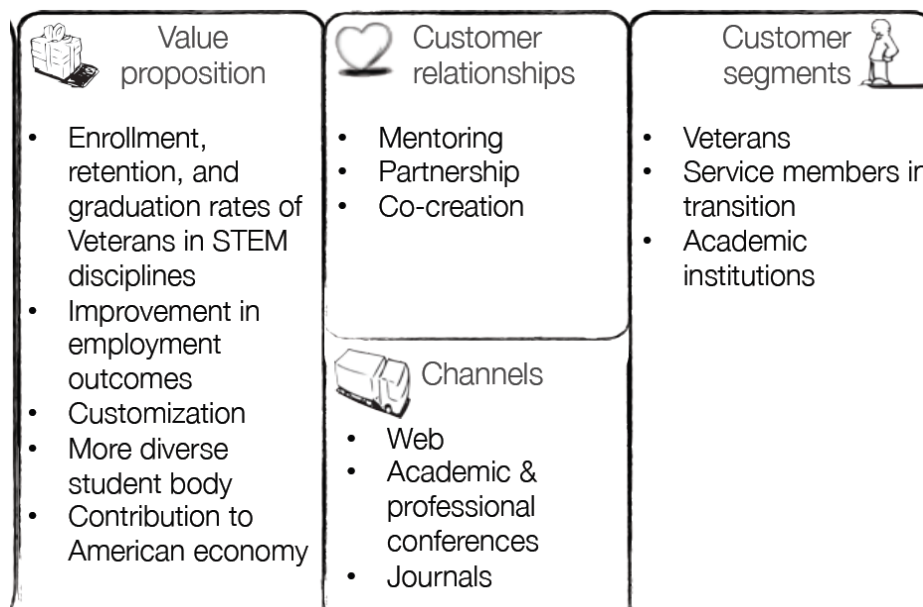 Value
proposition
• Enrollment,
retention, and
graduation rates of
Veterans in STEM
disciplines
• Improvement in
employment
outcomes
• Customization
• More diverse
student body
• Contribution to
American economy
Customer
relationships
• Mentoring
• Partnership
• Co-creation
Channels
• Web
• Academic &
professional
conferences
• Journals
Customer
segments
• Veterans
• Service members in
transition
• Academic
institutions